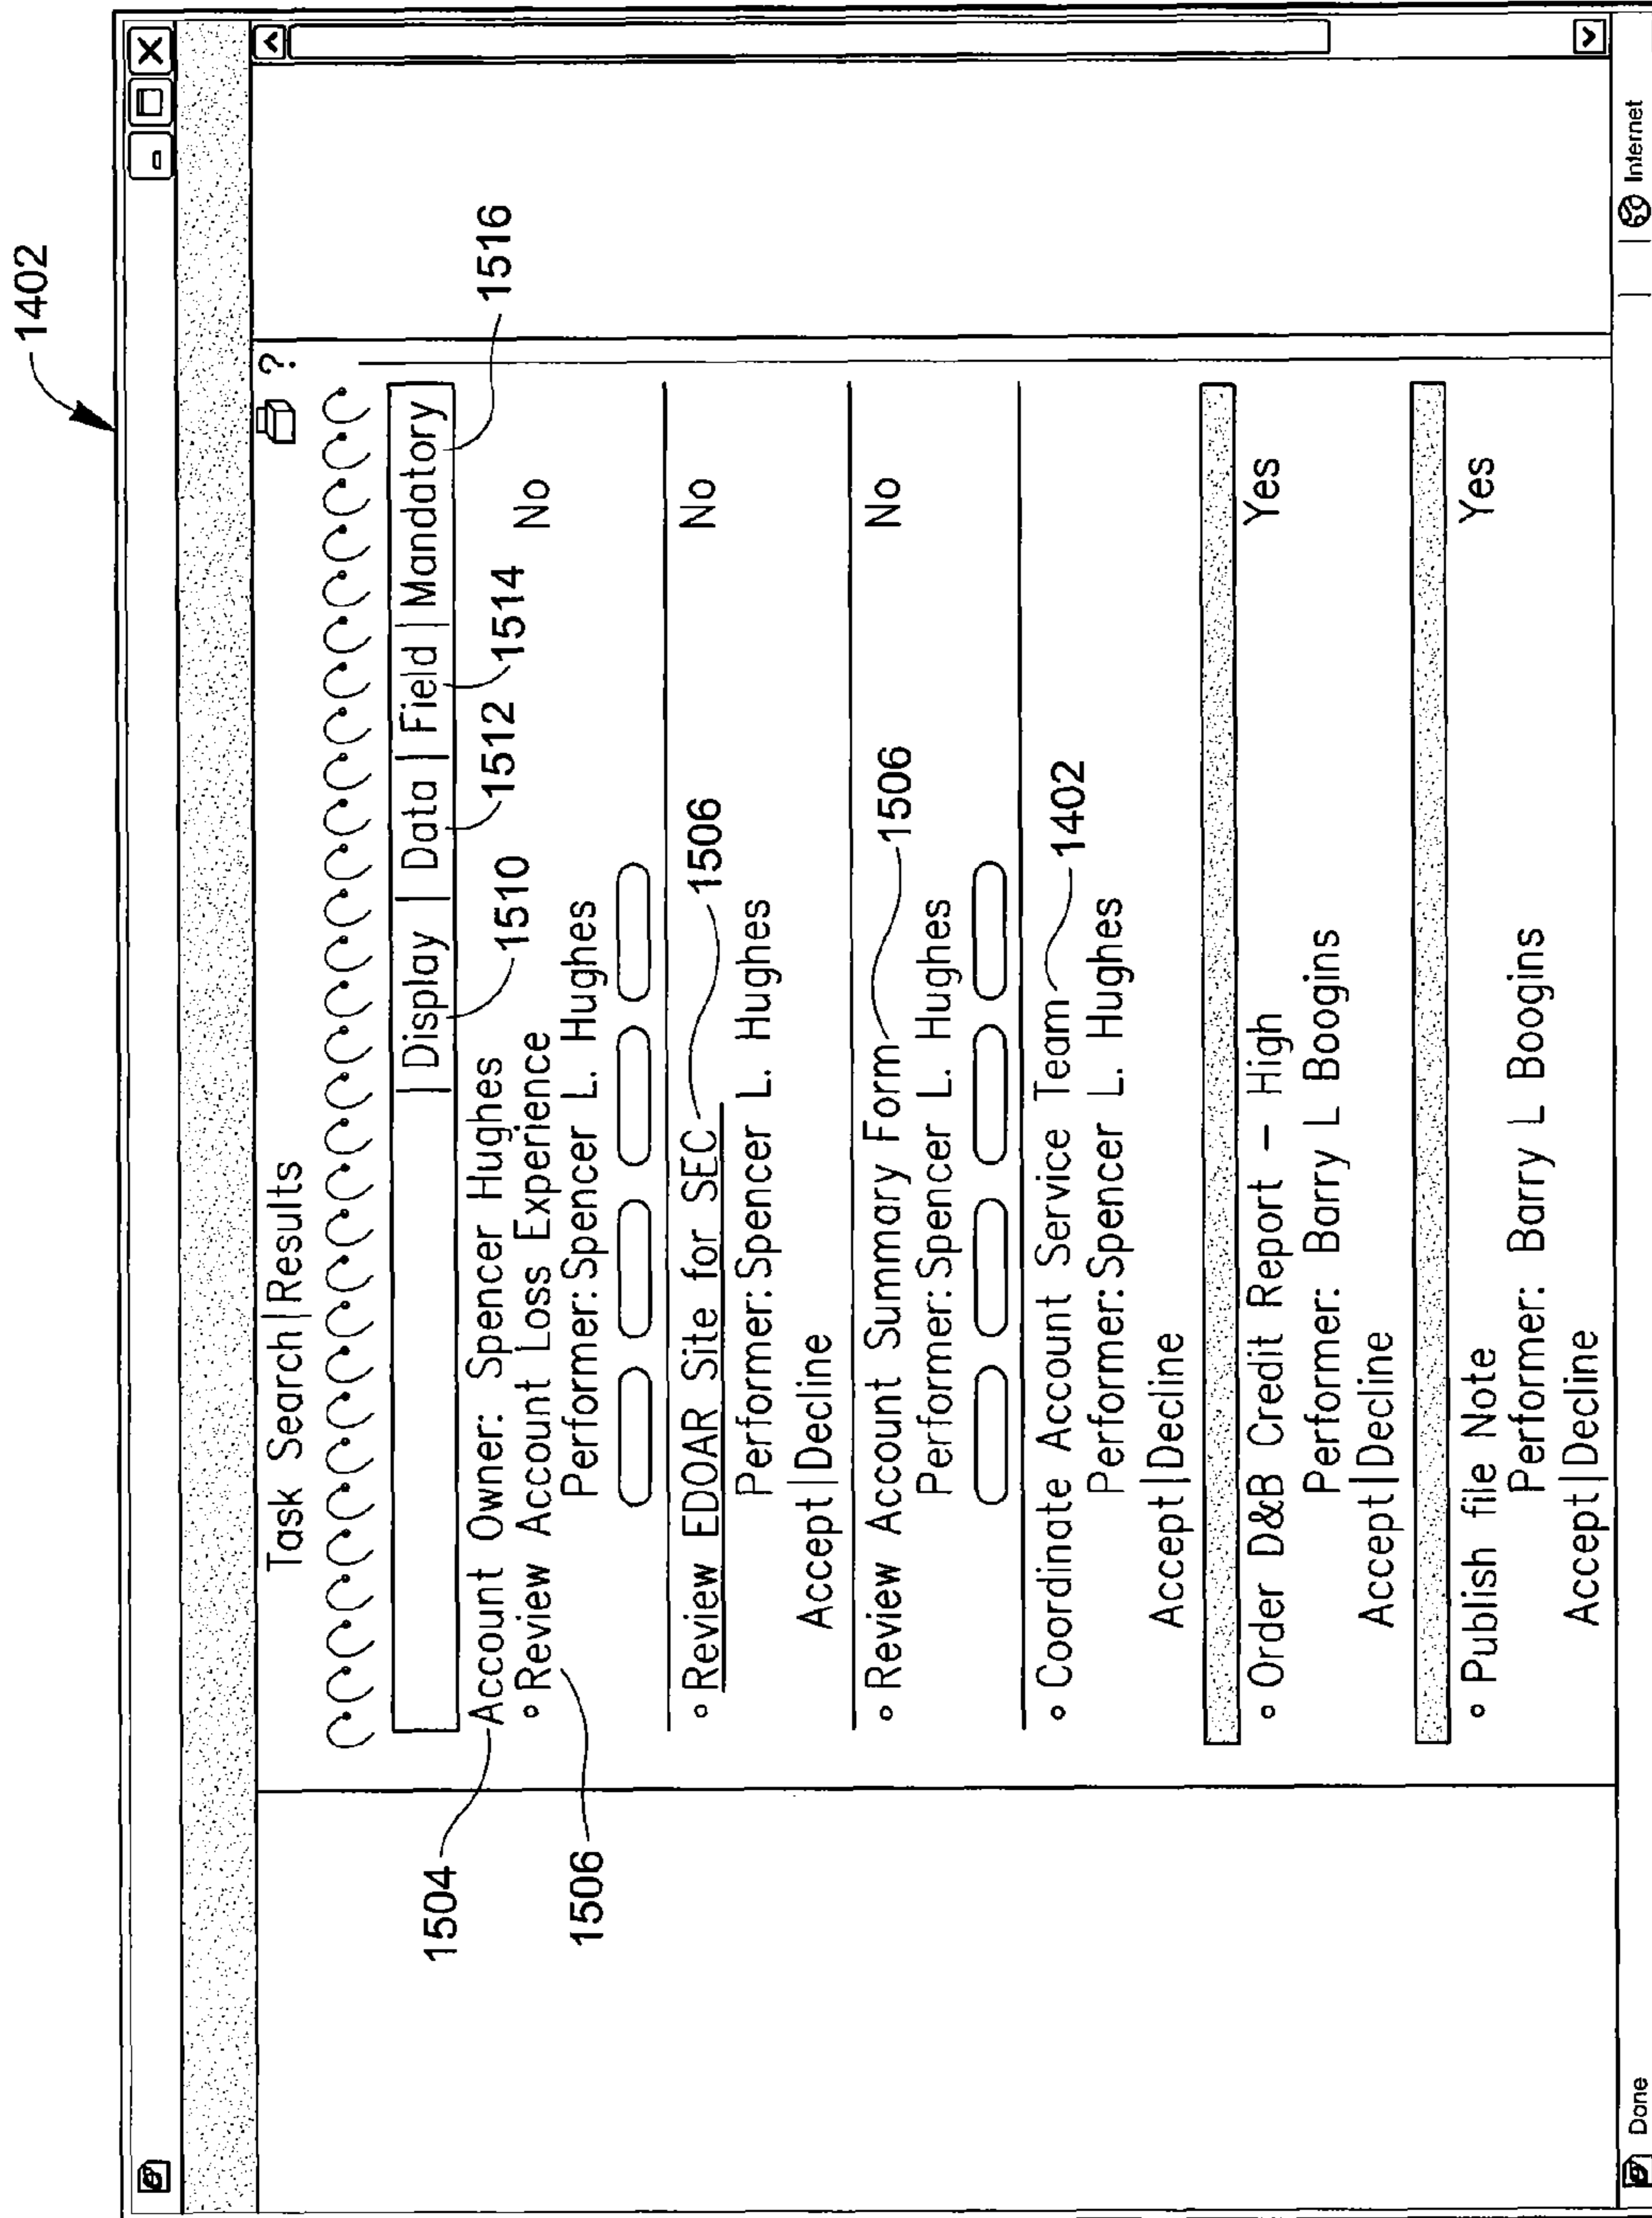 1402
Task Search|Results
?
|Display | Data | Field | Mandatory
1510
1512
1514
1516
1504
Account Owner: Spencer Hughes
° Review Account Loss Experience
No
1506
Performer: Spencer L. Hughes
° Review EDOAR Site for SEC
1506
No
Performer: Spencer L. Hughes
Accept|Decline
° Review Account Summary Form
1506
No
Performer: Spencer L. Hughes
° Coordinate Account Service Team
1402
Performer: Spencer L. Hughes
Accept|Decline
° Order D&B Credit Report – High
Yes
Performer: Barry L Boogins
Accept|Decline
° Publish file Note
Yes
Performer: Barry L Boogins
Accept|Decline
Done
Internet